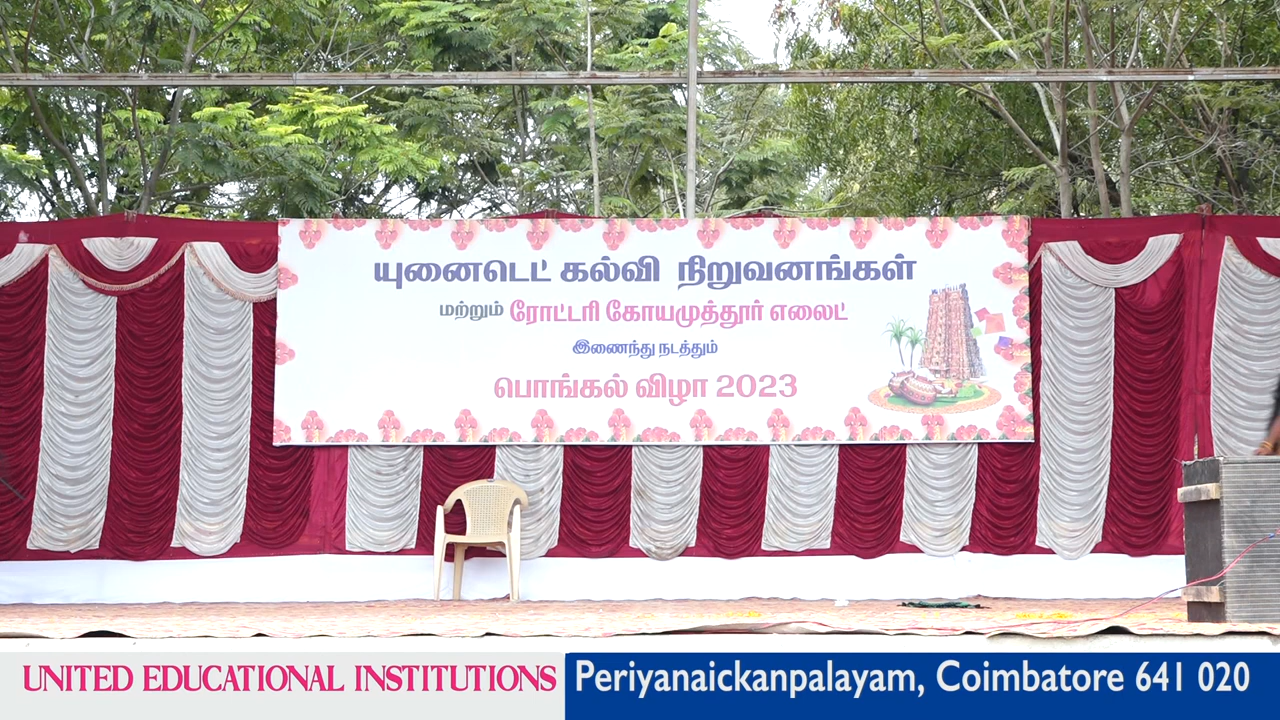 யுனைடெட் கல்வி நிறுவனங்கள்
மற்றும் ரோட்டரி கோயமுத்தூர் எலைட்
இணைந்து நடத்தும்
பொங்கல் விழா 2023
UNITED EDUCATIONAL INSTITUTIONS Periyanaickanpalayam, Coimbatore 641 020